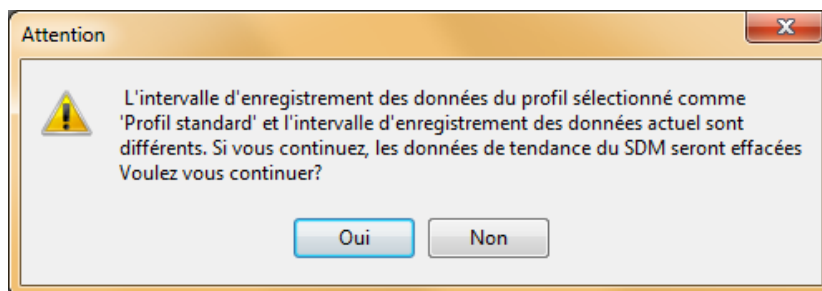 Attention
L'intervalle d'enregistrement des données du profil sélectionné comme
'Profil standard' et l'intervalle d'enregistrement des données actuel sont
différents. Si vous continuez, les données de tendance du SDM seront effacées
Voulez vous continuer?
Oui
Non